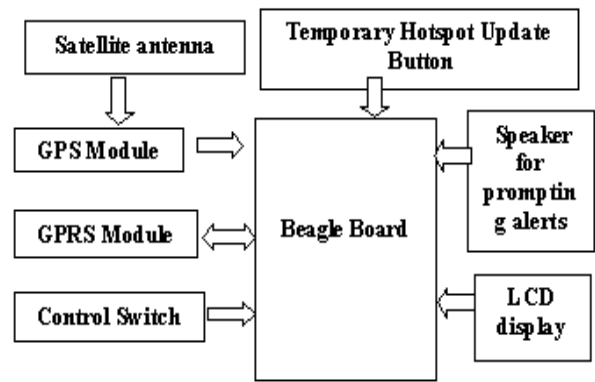 Satellite antenna
Temporary Hotspot Update
Button
GPS Module
GPRS Module
Control Switch
Beagle Board
Speaker
for
promptin
g alerts
LCD
display